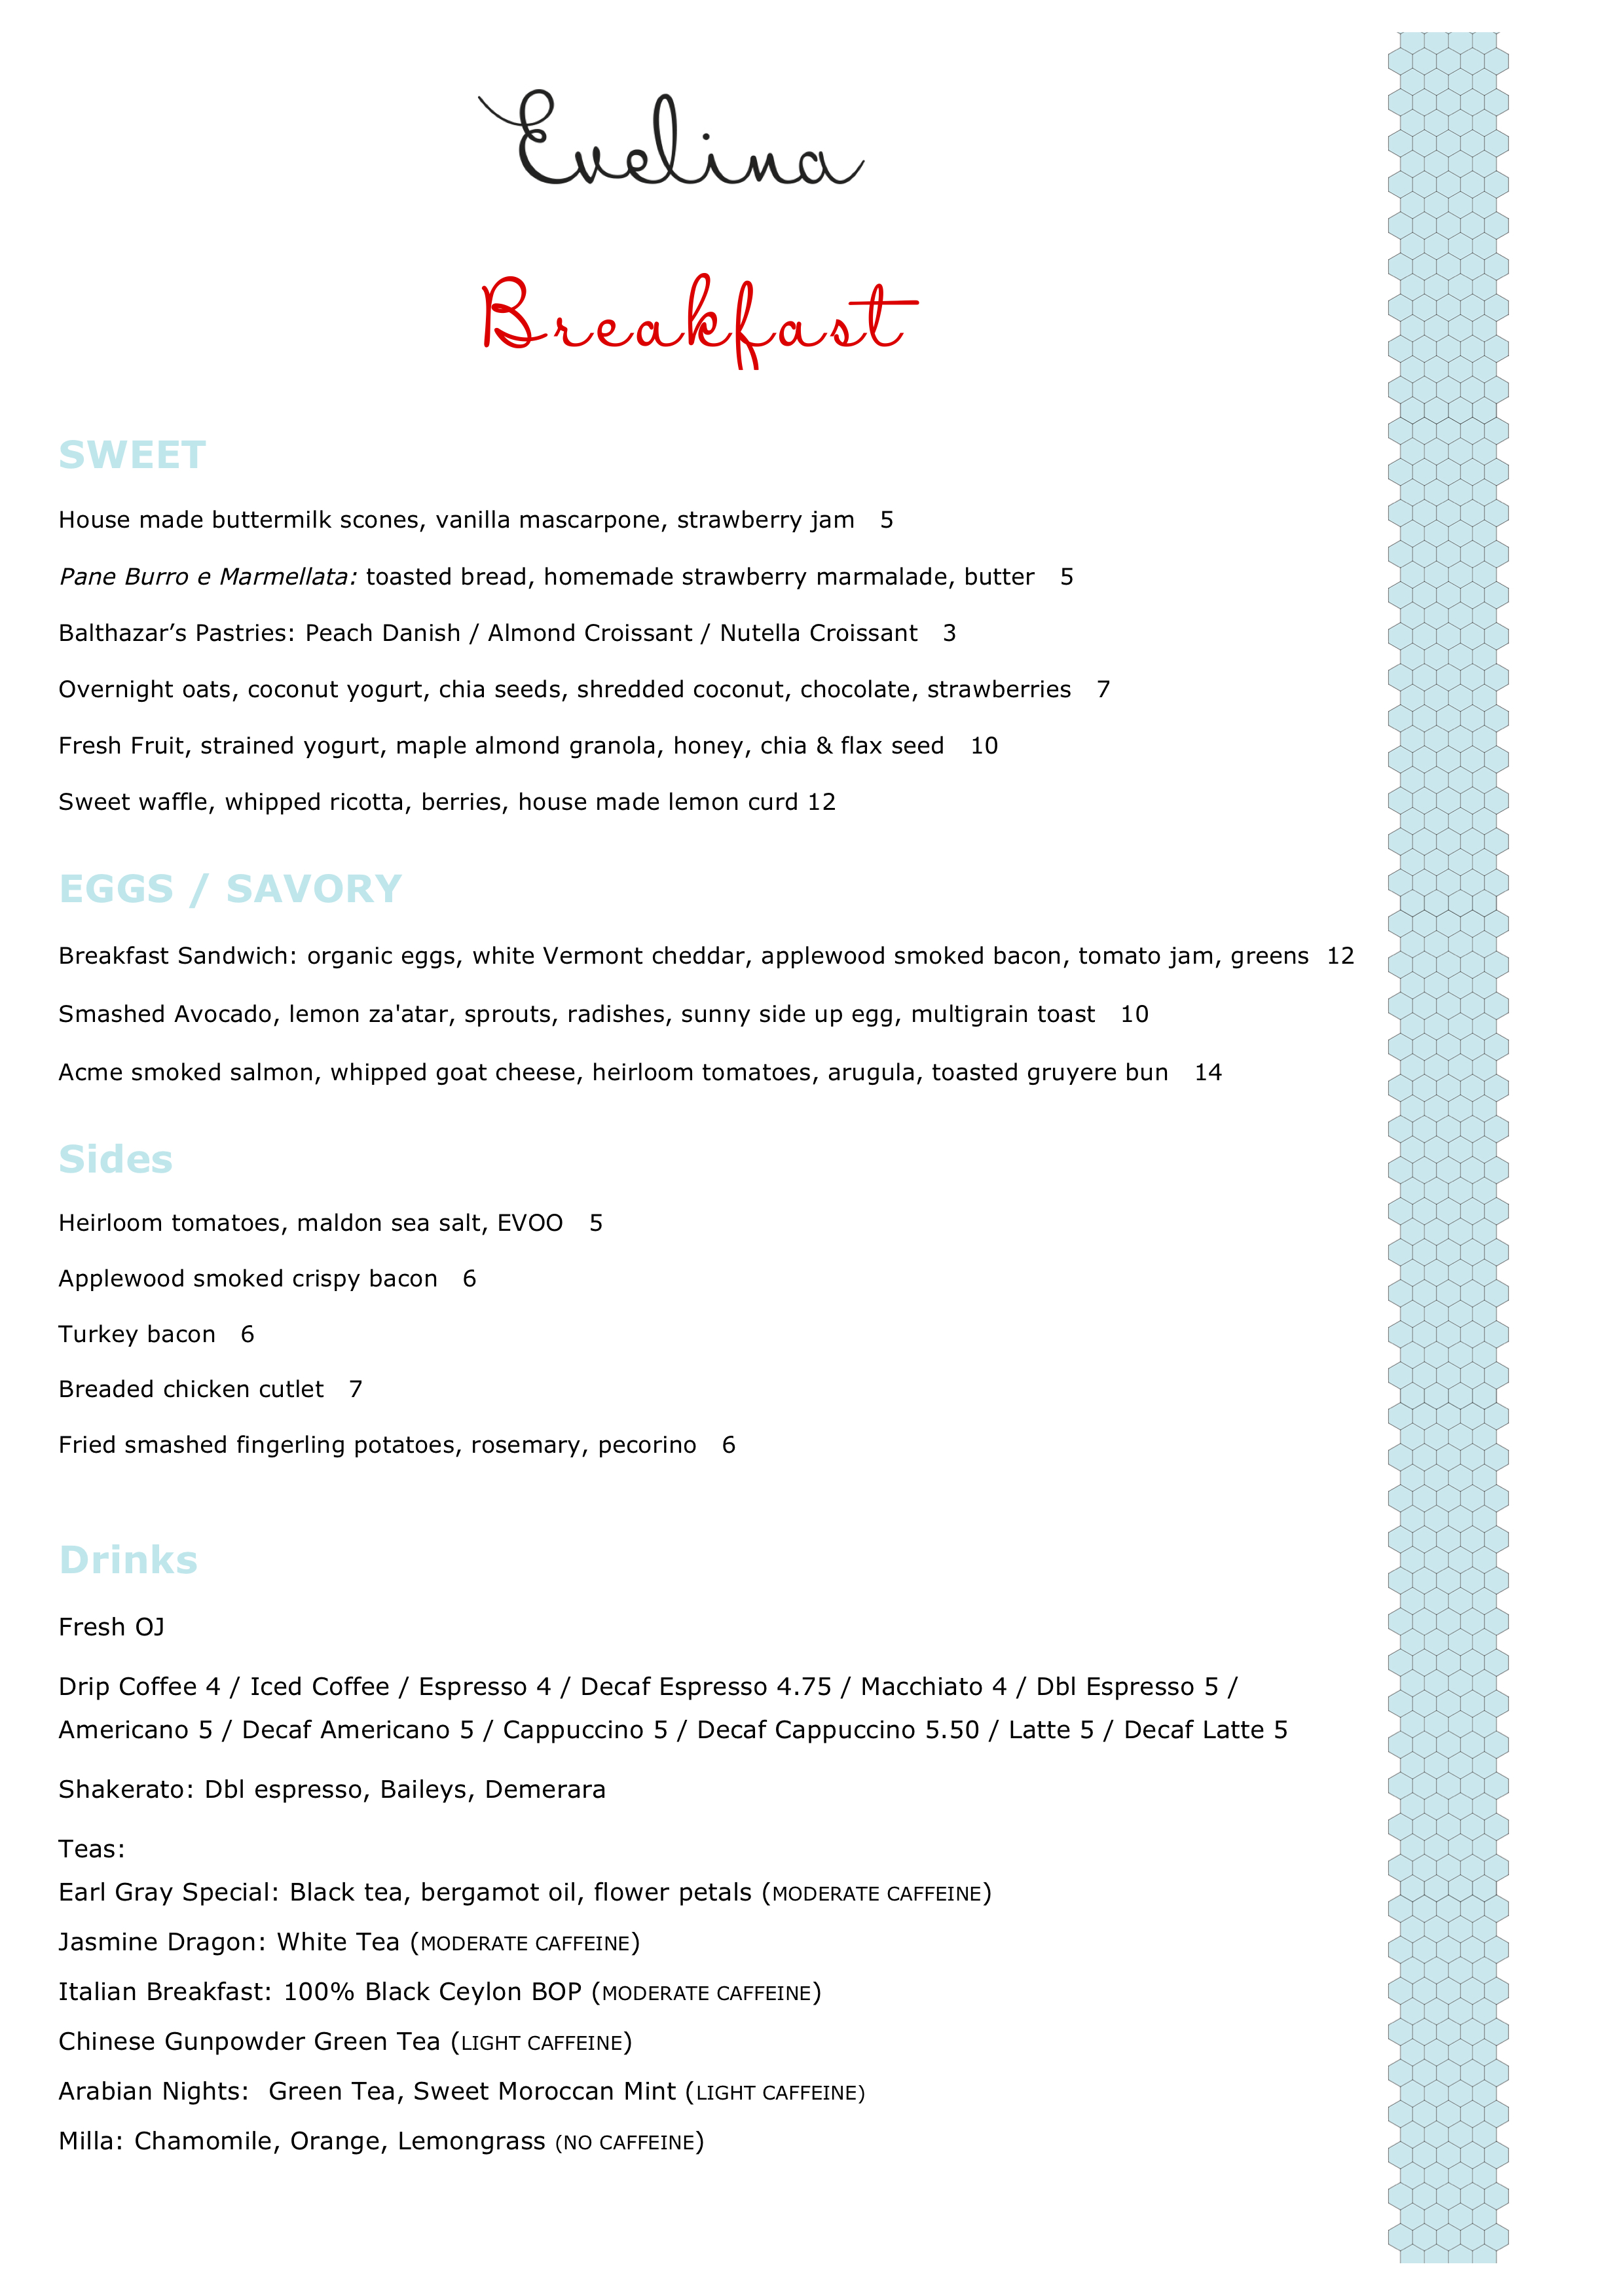 Evelina
Breakfast
SWEET
House made buttermilk scones, vanilla mascarpone, strawberry jam 5
Pane Burro e Marmellata: toasted bread, homemade strawberry marmalade, butter 5
Balthazar’s Pastries: Peach Danish / Almond Croissant / Nutella Croissant 3
Overnight oats, coconut yogurt, chia seeds, shredded coconut, chocolate, strawberries 7
Fresh Fruit, strained yogurt, maple almond granola, honey, chia & flax seed 10
Sweet waffle, whipped ricotta, berries, house made lemon curd 12
EGGS / SAVORY
Breakfast Sandwich: organic eggs, white Vermont cheddar, applewood smoked bacon, tomato jam, greens 12
Smashed Avocado, lemon za'atar, sprouts, radishes, sunny side up egg, multigrain toast 10
Acme smoked salmon, whipped goat cheese, heirloom tomatoes, arugula, toasted gruyere bun 14
Sides
Heirloom tomatoes, maldon sea salt, EVOO 5
Applewood smoked crispy bacon 6
Turkey bacon 6
Breaded chicken cutlet 7
Fried smashed fingerling potatoes, rosemary, pecorino 6
Drinks
Fresh OJ
Drip Coffee 4 / Iced Coffee / Espresso 4 / Decaf Espresso 4.75 / Macchiato 4 / Dbl Espresso 5 /
Americano 5 / Decaf Americano 5 / Cappuccino 5 / Decaf Cappuccino 5.50 / Latte 5 / Decaf Latte 5
Shakerato: Dbl espresso, Baileys, Demerara
Teas:
Earl Gray Special: Black tea, bergamot oil, flower petals (MODERATE CAFFEINE)
Jasmine Dragon: White Tea (MODERATE CAFFEINE)
Italian Breakfast: 100% Black Ceylon BOP (MODERATE CAFFEINE)
Chinese Gunpowder Green Tea (LIGHT CAFFEINE)
Arabian Nights: Green Tea, Sweet Moroccan Mint (LIGHT CAFFEINE)
Milla: Chamomile, Orange, Lemongrass (NO CAFFEINE)